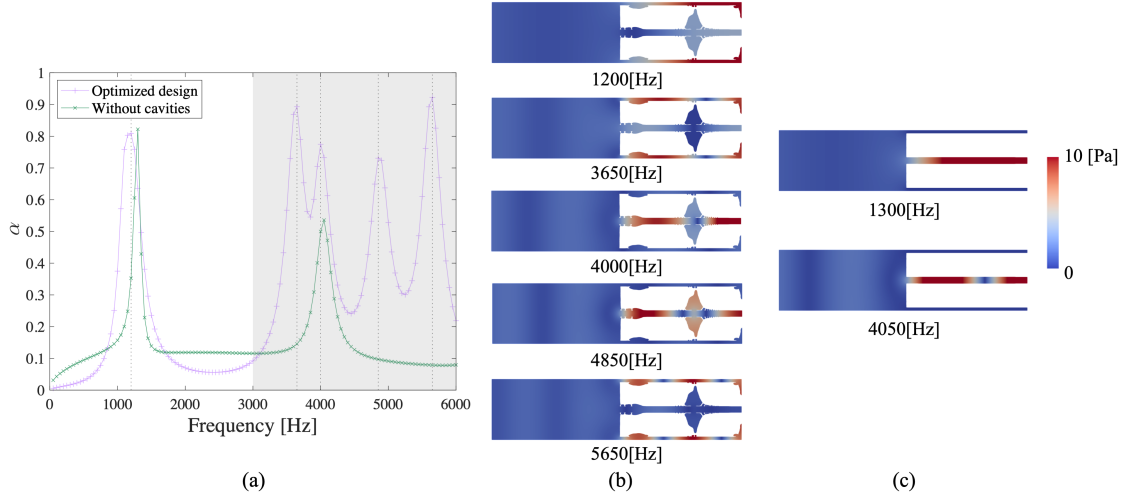 1
0.9
0.8
0.7
0.6
0.5
0.4
0.3
0.2
0.1
0
α
Optimized design
Without cavities
0 1000 2000 3000 4000 5000 6000
Frequency [Hz]
(a)
1200[Hz]
3650[Hz]
4000[Hz]
4850[Hz]
5650[Hz]
(b)
1300[Hz]
4050[Hz]
10 [Pa]
0
(c)